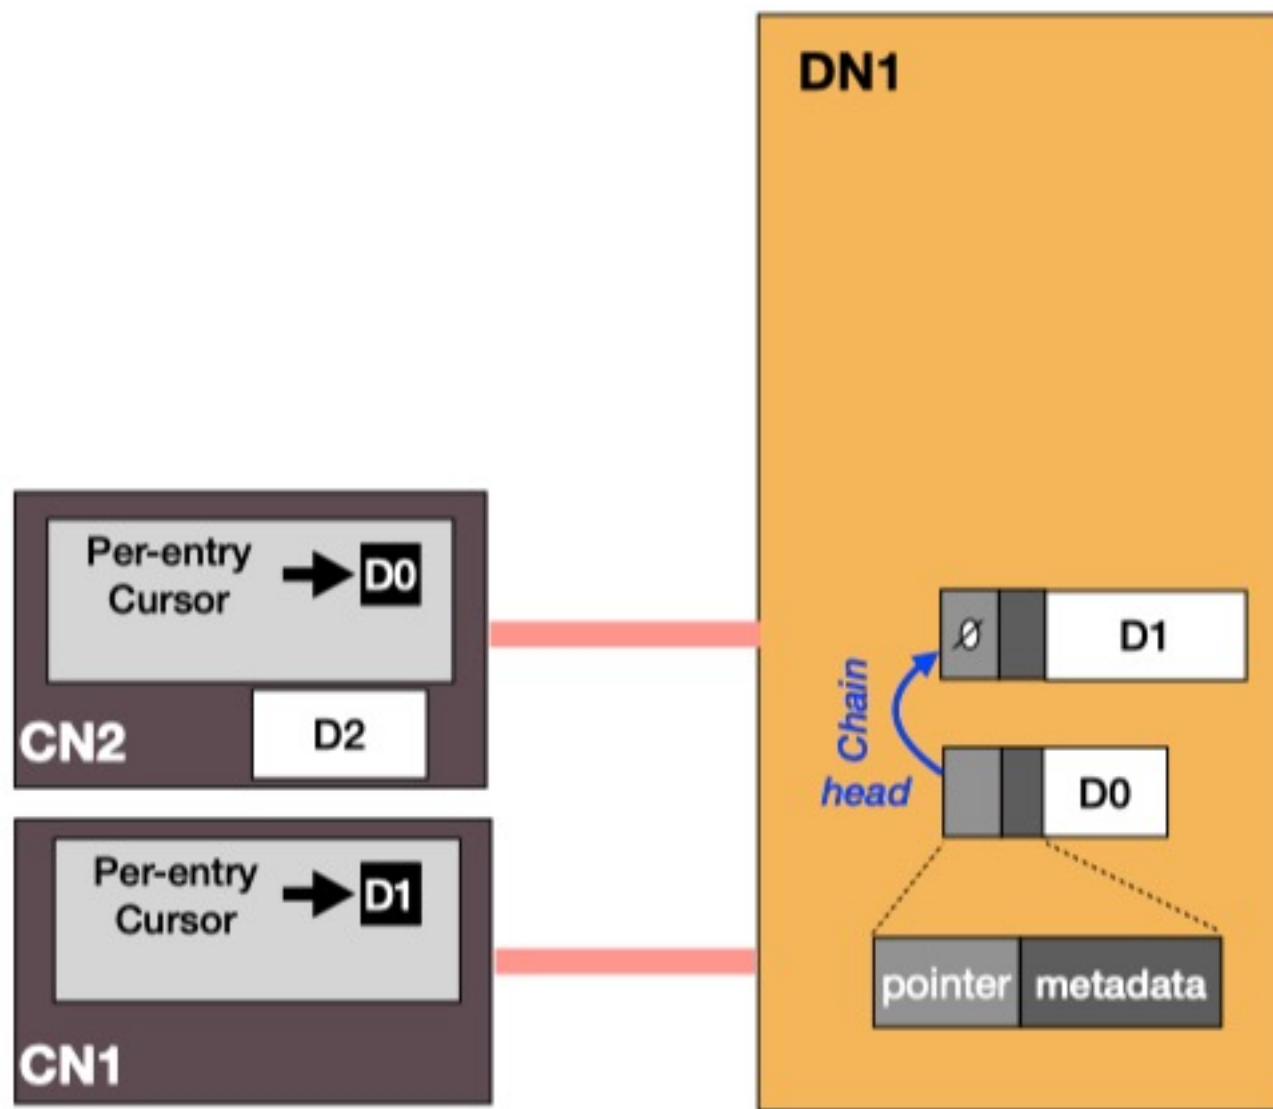 DN1
Per-entry
Cursor
D0
D2
CN2
Per-entry
Cursor
D1
CN1
Ø
D1
Chain
head
D0
pointer
metadata